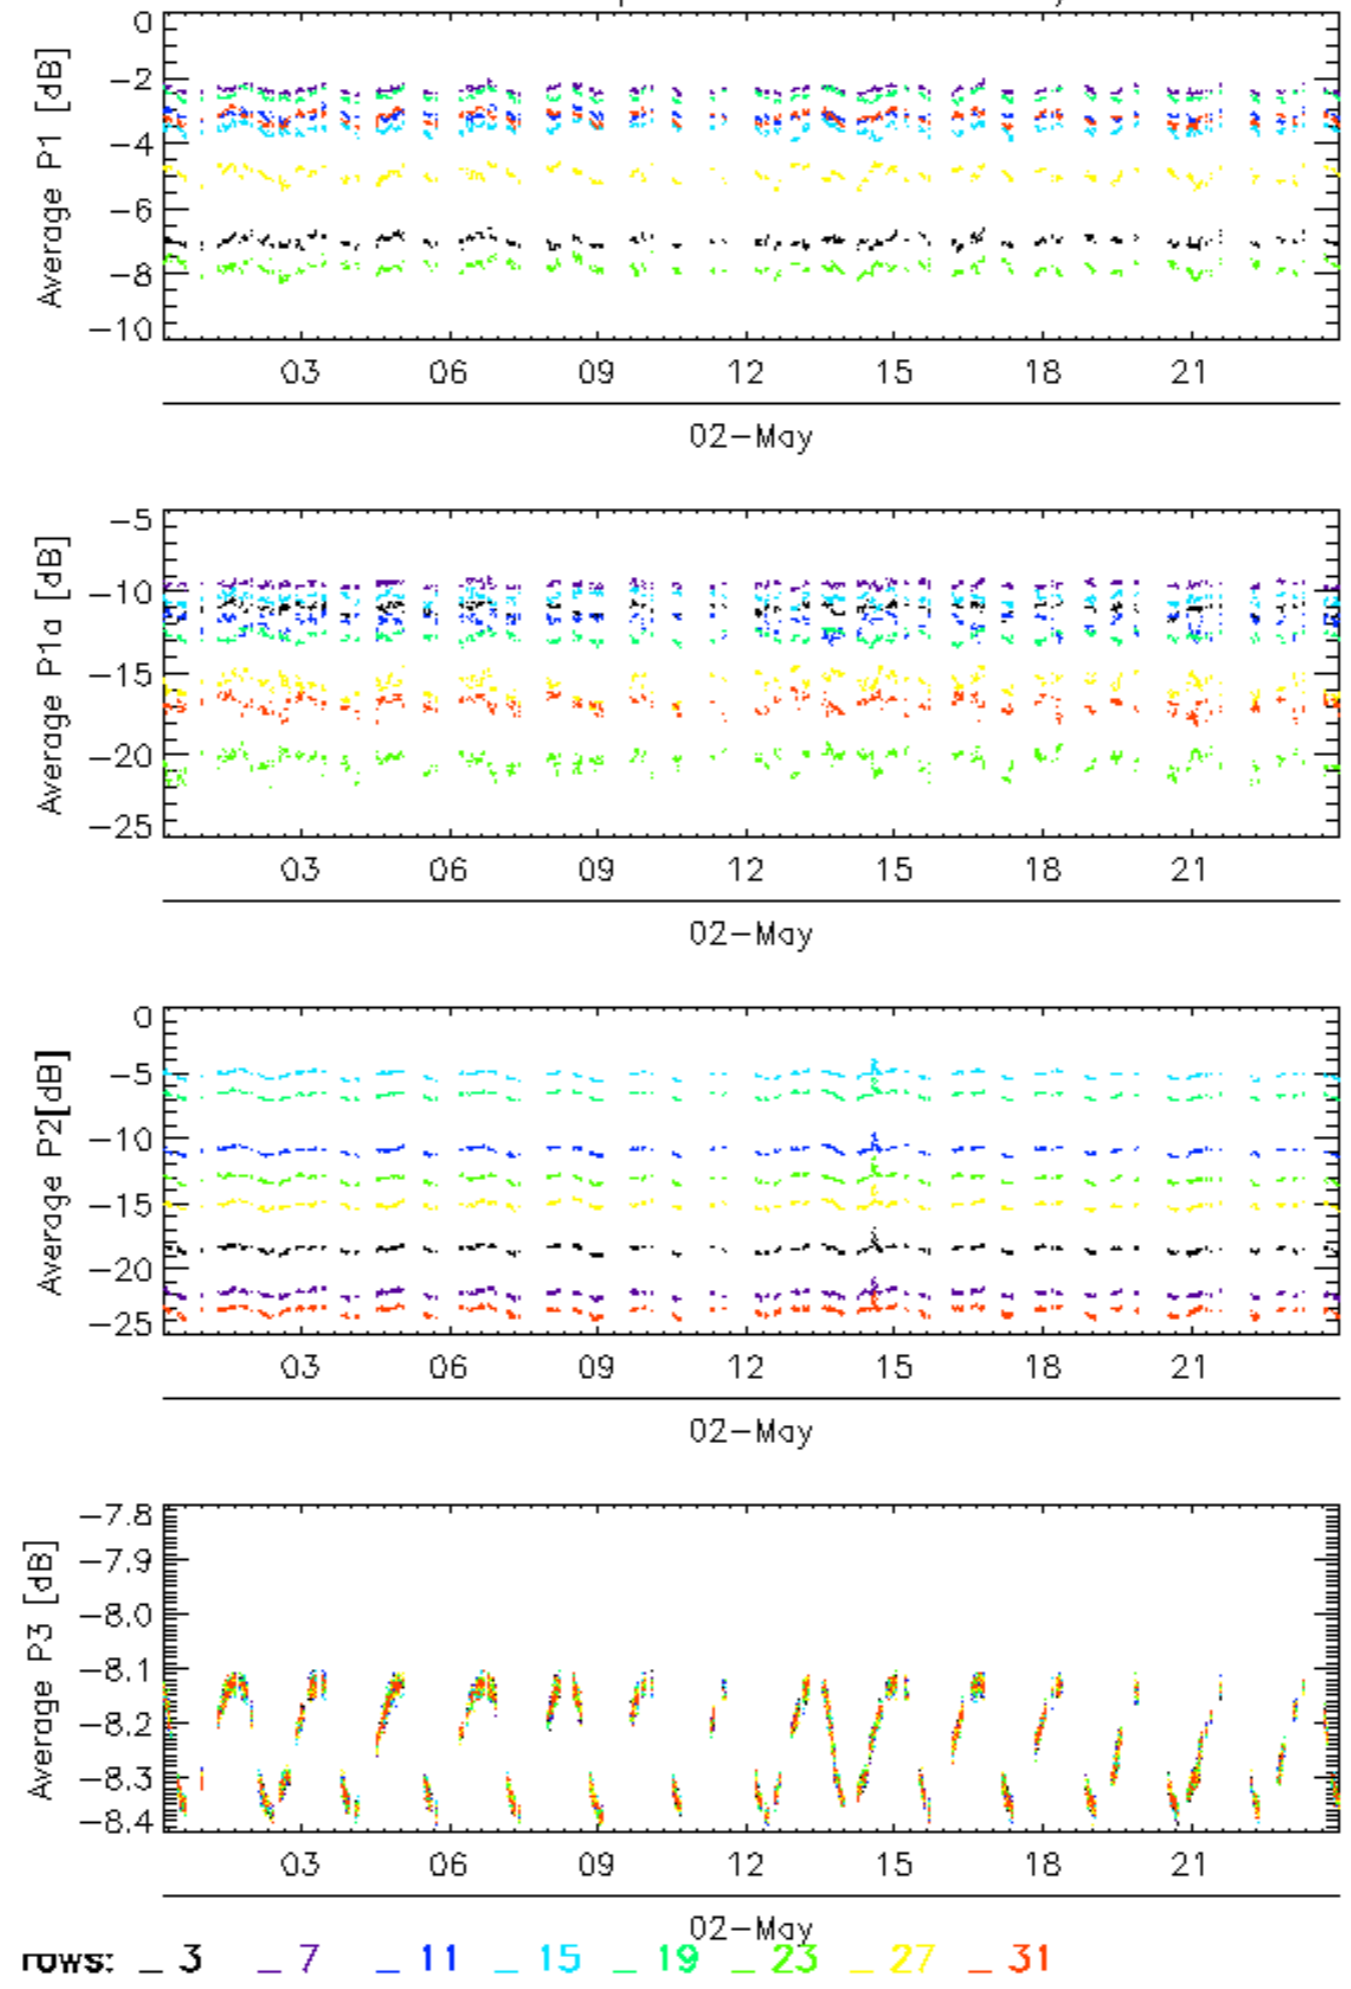 0
-2
-4
-6
-8
-10
Average P1 [dB]
03 06 09 12 15 18 21
02-May
-5
-10
-15
-20
-25
Average P1a [dB]
03 06 09 12 15 18 21
02-May
0
-5
-10
-15
-20
-25
Average P2[dB]
03 06 09 12 15 18 21
02-May
-7.8
-7.9
-8.0
-8.1
-8.2
-8.3
-8.4
Average P3 [dB]
03 06 09 12 15 18 21
02-May
rows: _ 3 _ 7 _ 11 _ 15 _ 19 _ 23 _ 27 _ 31